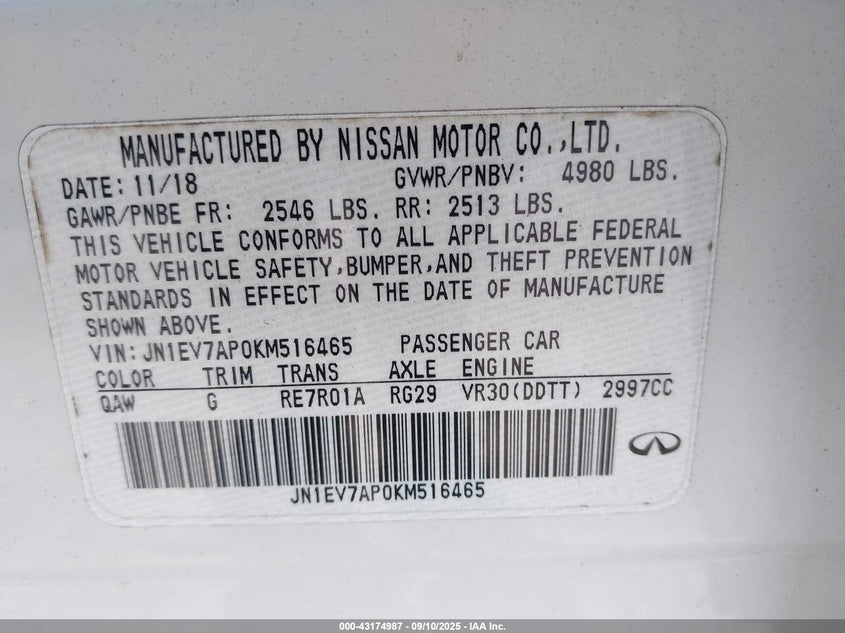 MANUFACTURED BY NISSAN MOTOR CO.,LTD.
DATE: 11/18 GVWR/PNBV: 4980 LBS.
GAWR/PNBE FR: 2546 LBS. RR: 2513 LBS.
THIS VEHICLE CONFORMS TO ALL APPLICABLE FEDERAL
MOTOR VEHICLE SAFETY,BUMPER,AND THEFT PREVENTION
STANDARDS IN EFFECT ON THE DATE OF MANUFACTURE
SHOWN ABOVE.
VIN:JN1EV7AP0KM516465 PASSENGER CAR
COLOR TRIM TRANS AXLE ENGINE
QAW G RE7R01A RG29 VR30(DDTT) 2997CC
JN1EV7AP0KM516465
000-43174987 - 09/10/2025 - IAA Inc.